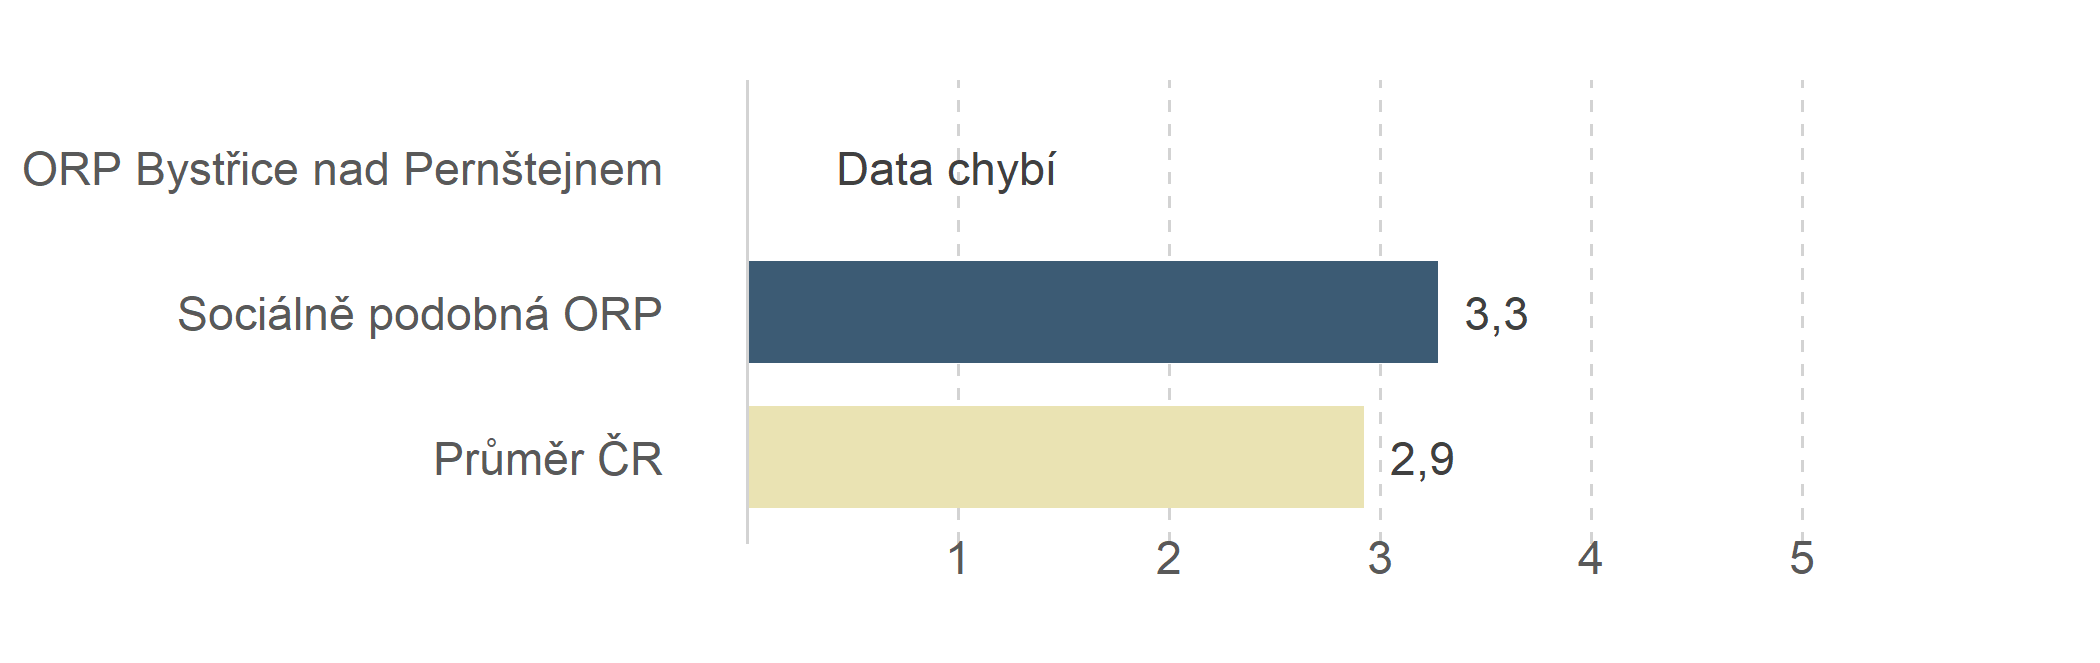 ORP Bystřice nad Pernštejnem
Data chybí
Sociálně podobná ORP
3,3
Průměr ČR
2,9
1 2 3 4 5